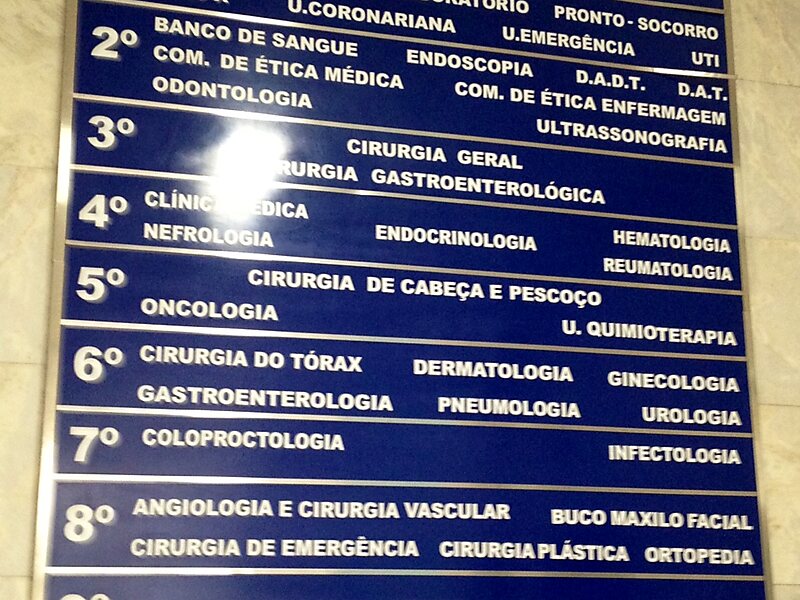 PRONTO - SOCORRO
U.CORONARIANA U.EMERGÊNCIA UTI
2º BANCO DE SANGUE ENDOSCOPIA D.A.D.T. D.A.T.
COM. DE ÉTICA MÉDICA COM. DE ÉTICA ENFERMAGEM
ODONTOLOGIA ULTRASSONOGRAFIA
3º CIRURGIA GERAL
CIRURGIA GASTROENTEROLÓGICA
4º CLÍNICA MÉDICA HEMATOLOGIA
NEFROLOGIA ENDOCRINOLOGIA REUMATOLOGIA
5º CIRURGIA DE CABEÇA E PESCOÇO
ONCOLOGIA U. QUIMIOTERAPIA
6º CIRURGIA DO TÓRAX DERMATOLOGIA GINECOLOGIA
GASTROENTEROLOGIA PNEUMOLOGIA UROLOGIA
7º COLOPROCTOLOGIA INFECTOLOGIA
8º ANGIOLOGIA E CIRURGIA VASCULAR BUCO MAXILO FACIAL
CIRURGIA DE EMERGÊNCIA CIRURGIA PLÁSTICA ORTOPEDIA